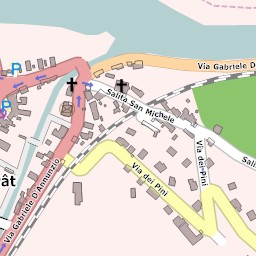 P
Via Gabriele D
P
Salita San Michele
Via dei Pini
Sali
Via dei Pini
ât
Via Gabriele D'Annunzio